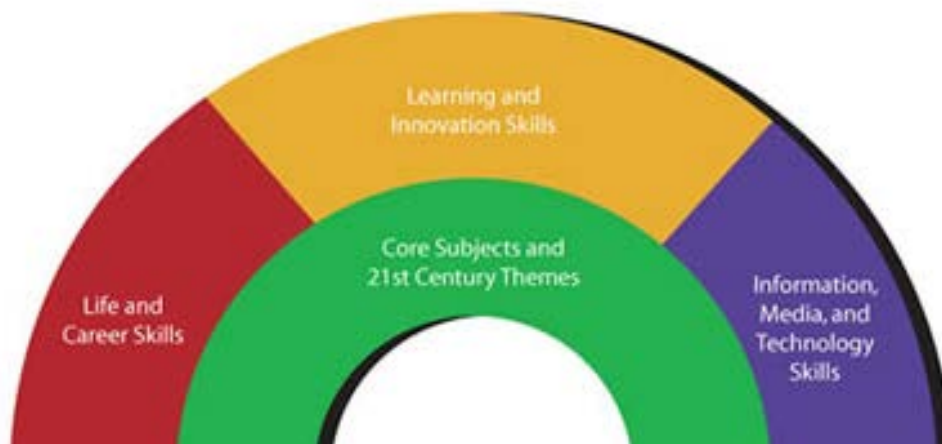 Learning and
Innovation Skills
Core Subjects and
21st Century Themes
Life and
Career Skills
Information,
Media, and
Technology
Skills